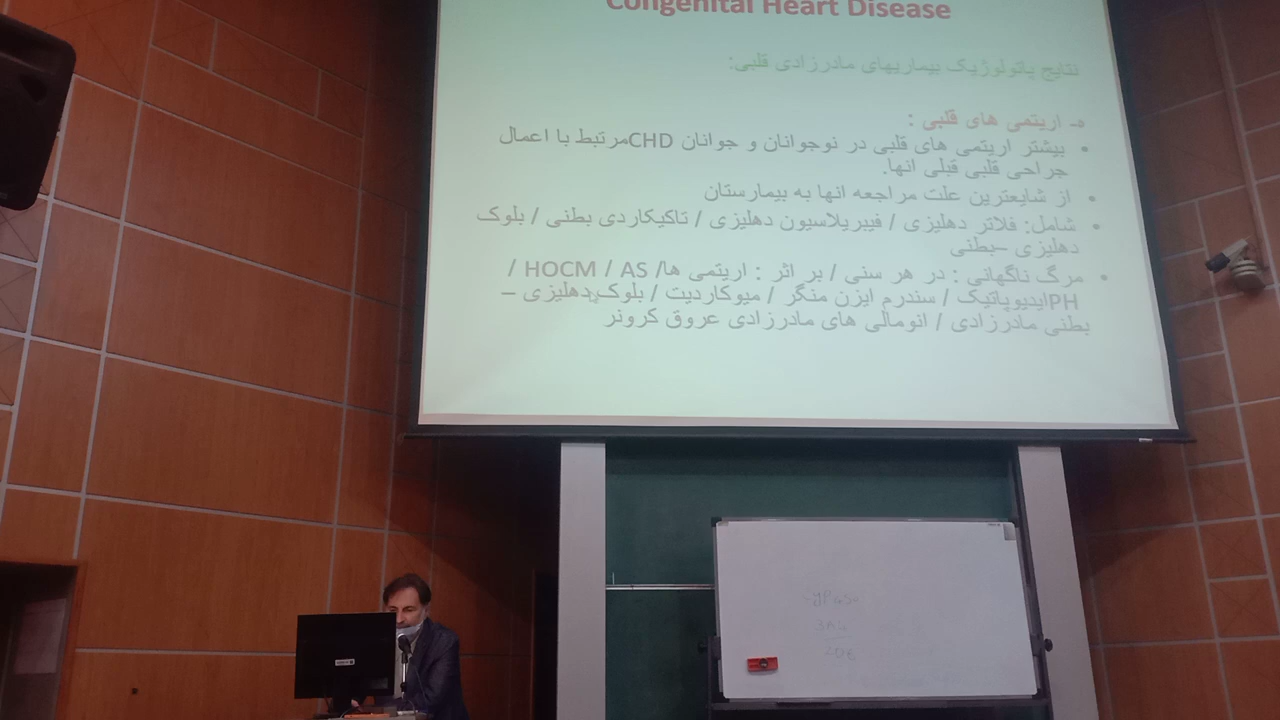 Congenital Heart Disease
نتایج پاتولوژیک بیماریهای مادرزادی قلبی:
ه- اریتمی های قلبی :
• بیشتر اریتمی های قلبی در نوجوانان و جوانان CHDمرتبط با اعمال
جراحی قلبی قبلی انها.
• از شایعترین علت مراجعه انها به بیمارستان
• شامل: فلاتر دهلیزی / فیبریلاسیون دهلیزی / تاکیکاردی بطنی / بلوک
دهلیزی –بطنی
• مرگ ناگهانی : در هر سنی / بر اثر : اریتمی ها/ HOCM / AS /
PHایدیوپاتیک / سندرم ایزن منگر / میوکاردیت / بلوک دهلیزی –
بطنی مادرزادی / انومالی های مادرزادی عروق کرونر